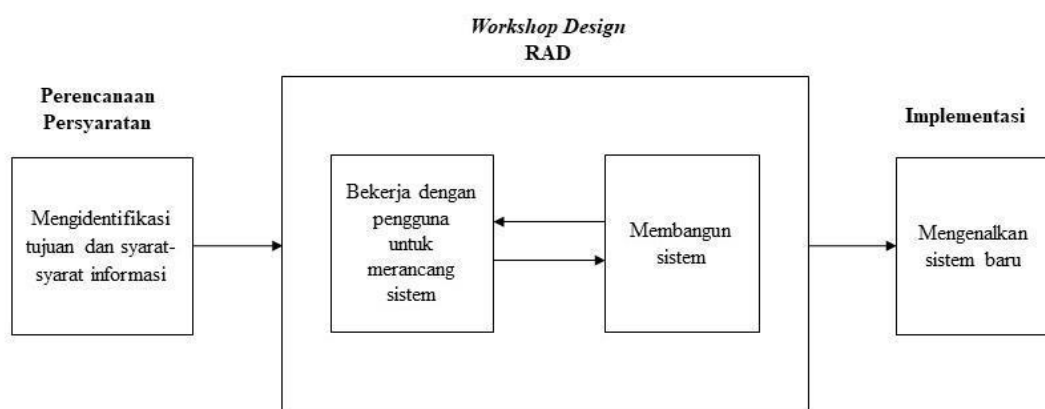 Workshop Design
RAD
Perencanaan
Persyaratan
Mengidentifikasi
tujuan dan syarat-
syarat informasi
Bekerja dengan
pengguna
untuk
merancang
sistem
Membangun
sistem
Implementasi
Mengenalkan
sistem baru